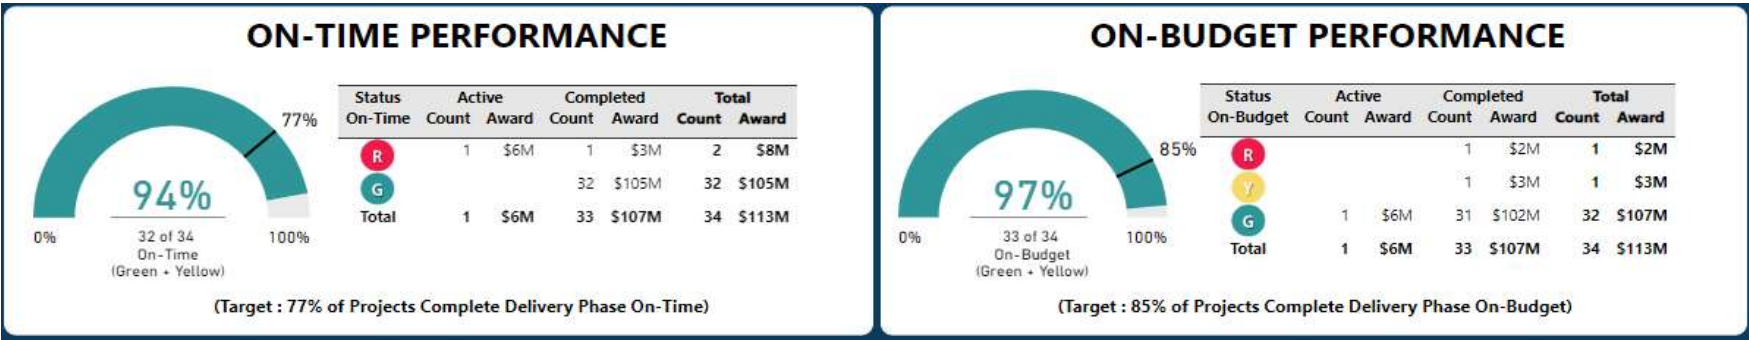 ON-TIME PERFORMANCE
77%
94%
0%
100%
32 of 34
On-Time
(Green + Yellow)
Status Active Completed Total
On-Time Count Award Count Award Count Award
R 1 $6M 1 $3M 2 $8M
G 32 $105M 32 $105M
Total 1 $6M 33 $107M 34 $113M
(Target : 77% of Projects Complete Delivery Phase On-Time)
ON-BUDGET PERFORMANCE
85%
97%
0%
100%
33 of 34
On-Budget
(Green + Yellow)
Status Active Completed Total
On-Budget Count Award Count Award Count Award
R 1 $2M 1 $2M
Y 1 $3M 1 $3M
G 1 $6M 31 $102M 32 $107M
Total 1 $6M 33 $107M 34 $113M
(Target : 85% of Projects Complete Delivery Phase On-Budget)